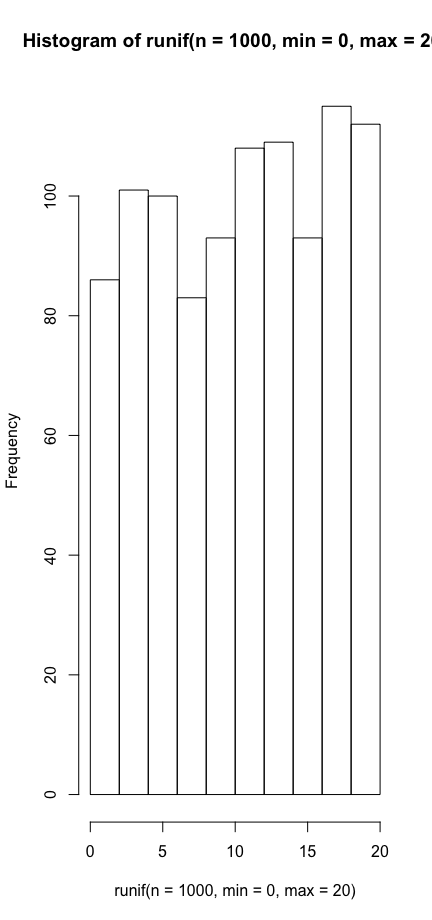 Histogram of runif(n = 1000, min = 0, max = 20
Frequency
100
80
60
40
20
0
0 5 10 15 20
runif(n = 1000, min = 0, max = 20)